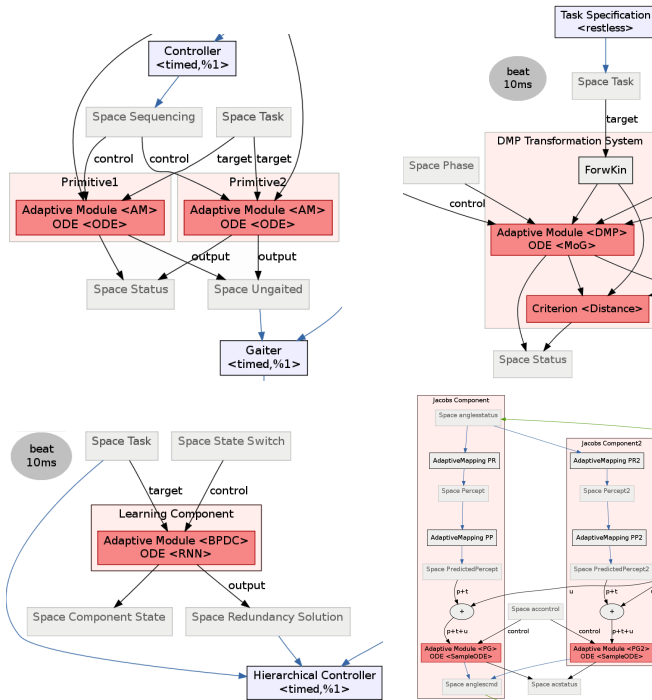 Controller
<timed,%1>
Space Sequencing
Space Task
control
control
target
target
Primitive1
Primitive2
Adaptive Module <AM>
ODE <ODE>
Adaptive Module <AM>
ODE <ODE>
output
output
Space Status
Space Ungaited
Gaiter
<timed,%1>
Task Specification
<restless>
beat
10ms
Space Task
target
DMP Transformation System
Space Phase
ForwKin
control
Adaptive Module <DMP>
ODE <MoG>
Criterion <Distance>
Space Status
beat
10ms
Space Task
Space State Switch
target
control
Learning Component
Adaptive Module <BPDC>
ODE <RNN>
output
Space Component State
Space Redundancy Solution
Hierarchical Controller
<timed,%1>
Jacobs Component
Space anglesstatus
Jacobs Component2
AdaptiveMapping PR
AdaptiveMapping PR2
Space Percept
Space Percept2
AdaptiveMapping PP
AdaptiveMapping PP2
Space PredictedPercept
Space PredictedPercept2
p+t
u
p+t
+
Space accontrol
+
p+t+u
control
control
p+t+u
Adaptive Module <PG>
ODE <SampleODE>
Adaptive Module <PG2>
ODE <SampleODE>
Space anglescmd
Space acstatus